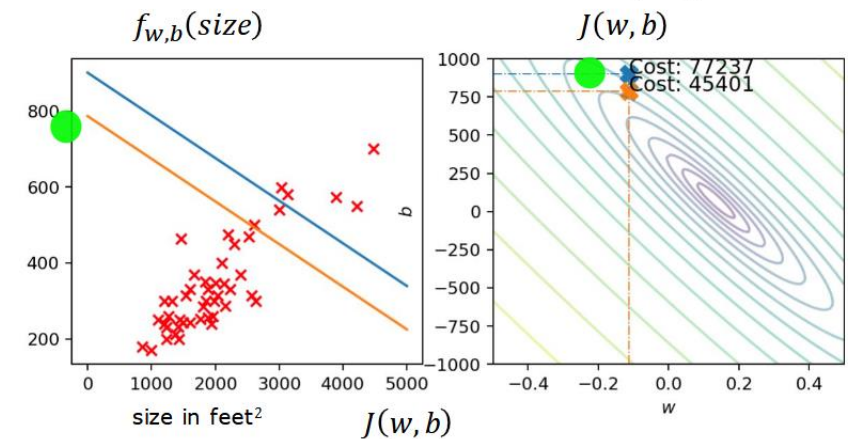 f_{w,b}(size)
J(w, b)
800
600
400
200
0 1000 2000 3000 4000 5000
size in feet²
1000
750
500
250
0
−250
−500
−750
−1000
b
Cost: 77237
Cost: 45401
−0.4 −0.2 0.0 0.2 0.4
w
J(w, b)